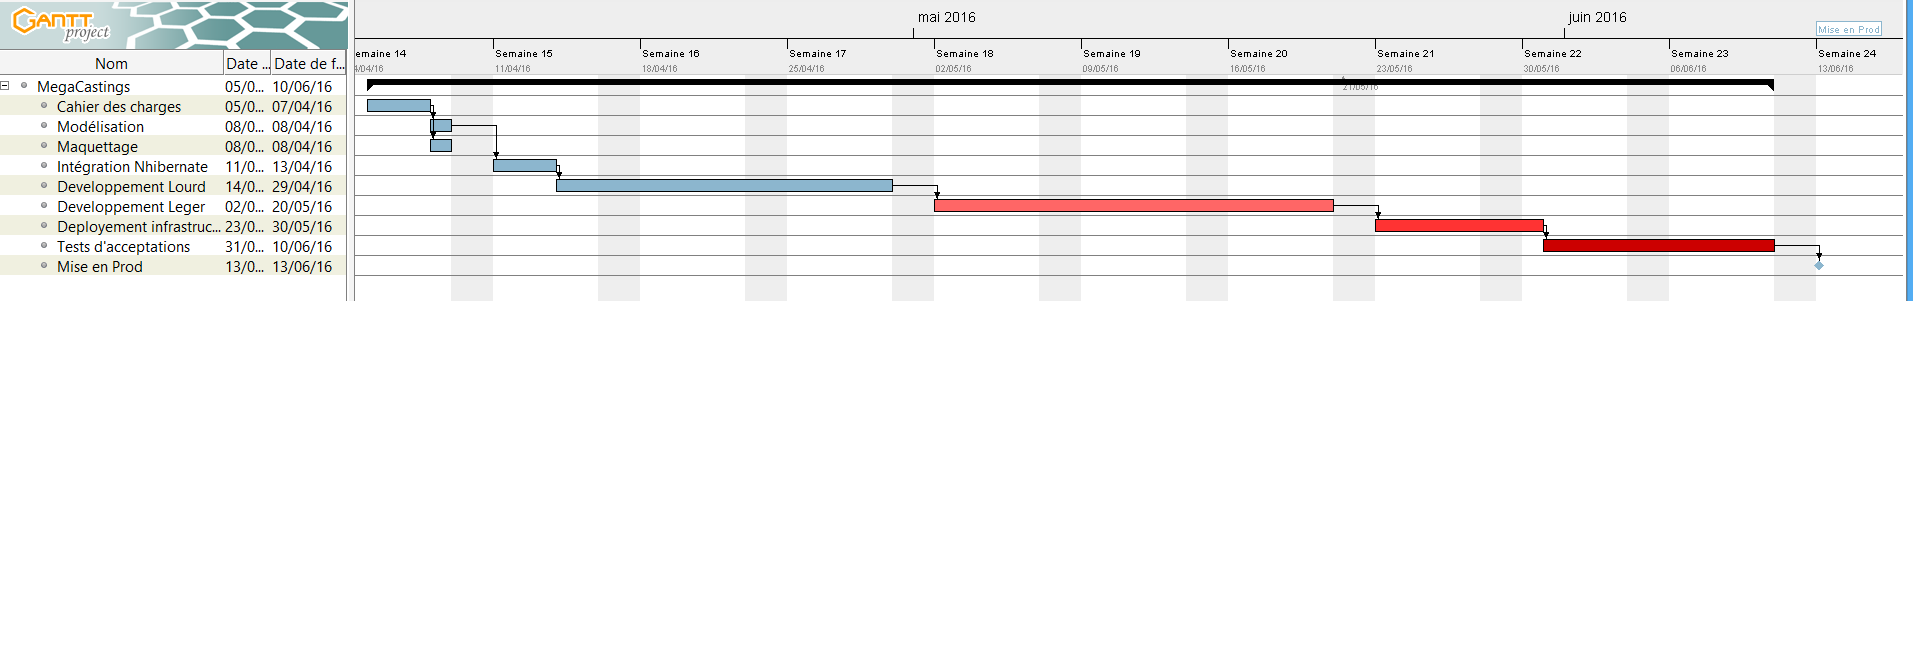 GANTT
project
mai 2016
juin 2016
Mise en Prod
emaine 14
Semaine 15
Semaine 16
Semaine 17
Semaine 18
Semaine 19
Semaine 20
Semaine 21
Semaine 22
Semaine 23
Semaine 24
4/04/16
11/04/16
18/04/16
25/04/16
02/05/16
09/05/16
16/05/16
23/05/16
30/05/16
06/06/16
13/06/16
21/05/16
Nom Date ... Date de f...
MegaCastings 05/0... 10/06/16
Cahier des charges 05/0... 07/04/16
Modélisation 08/0... 08/04/16
Maquettage 08/0... 08/04/16
Intégration Nhibernate 11/0... 13/04/16
Developpement Lourd 14/0... 29/04/16
Developpement Leger 02/0... 20/05/16
Deployement infrastruc... 23/0... 30/05/16
Tests d'acceptations 31/0... 10/06/16
Mise en Prod 13/0... 13/06/16